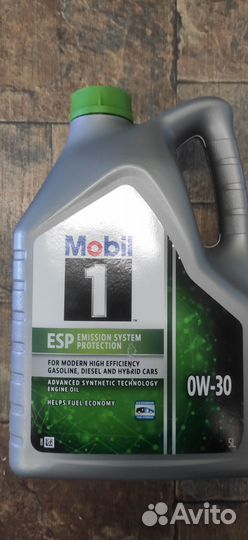 Mobil
1
ESP EMISSION SYSTEM
PROTECTION
FOR MODERN HIGH EFFICIENCY
GASOLINE, DIESEL AND HYBRID CARS
ADVANCED SYNTHETIC TECHNOLOGY
ENGINE OIL
HELPS FUEL ECONOMY
0W-30
5L
Avito